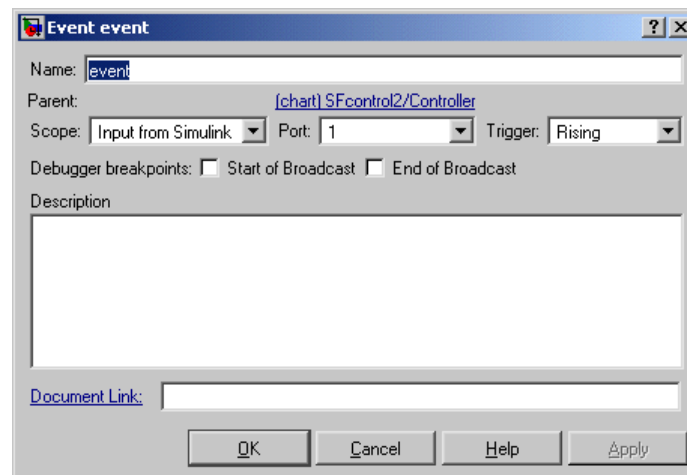 Event event
Name: event
Parent: (chart) SFcontrol2/Controller
Scope: Input from Simulink Port: 1 Trigger: Rising
Debugger breakpoints: Start of Broadcast End of Broadcast
Description
Document Link:
OK Cancel Help Apply